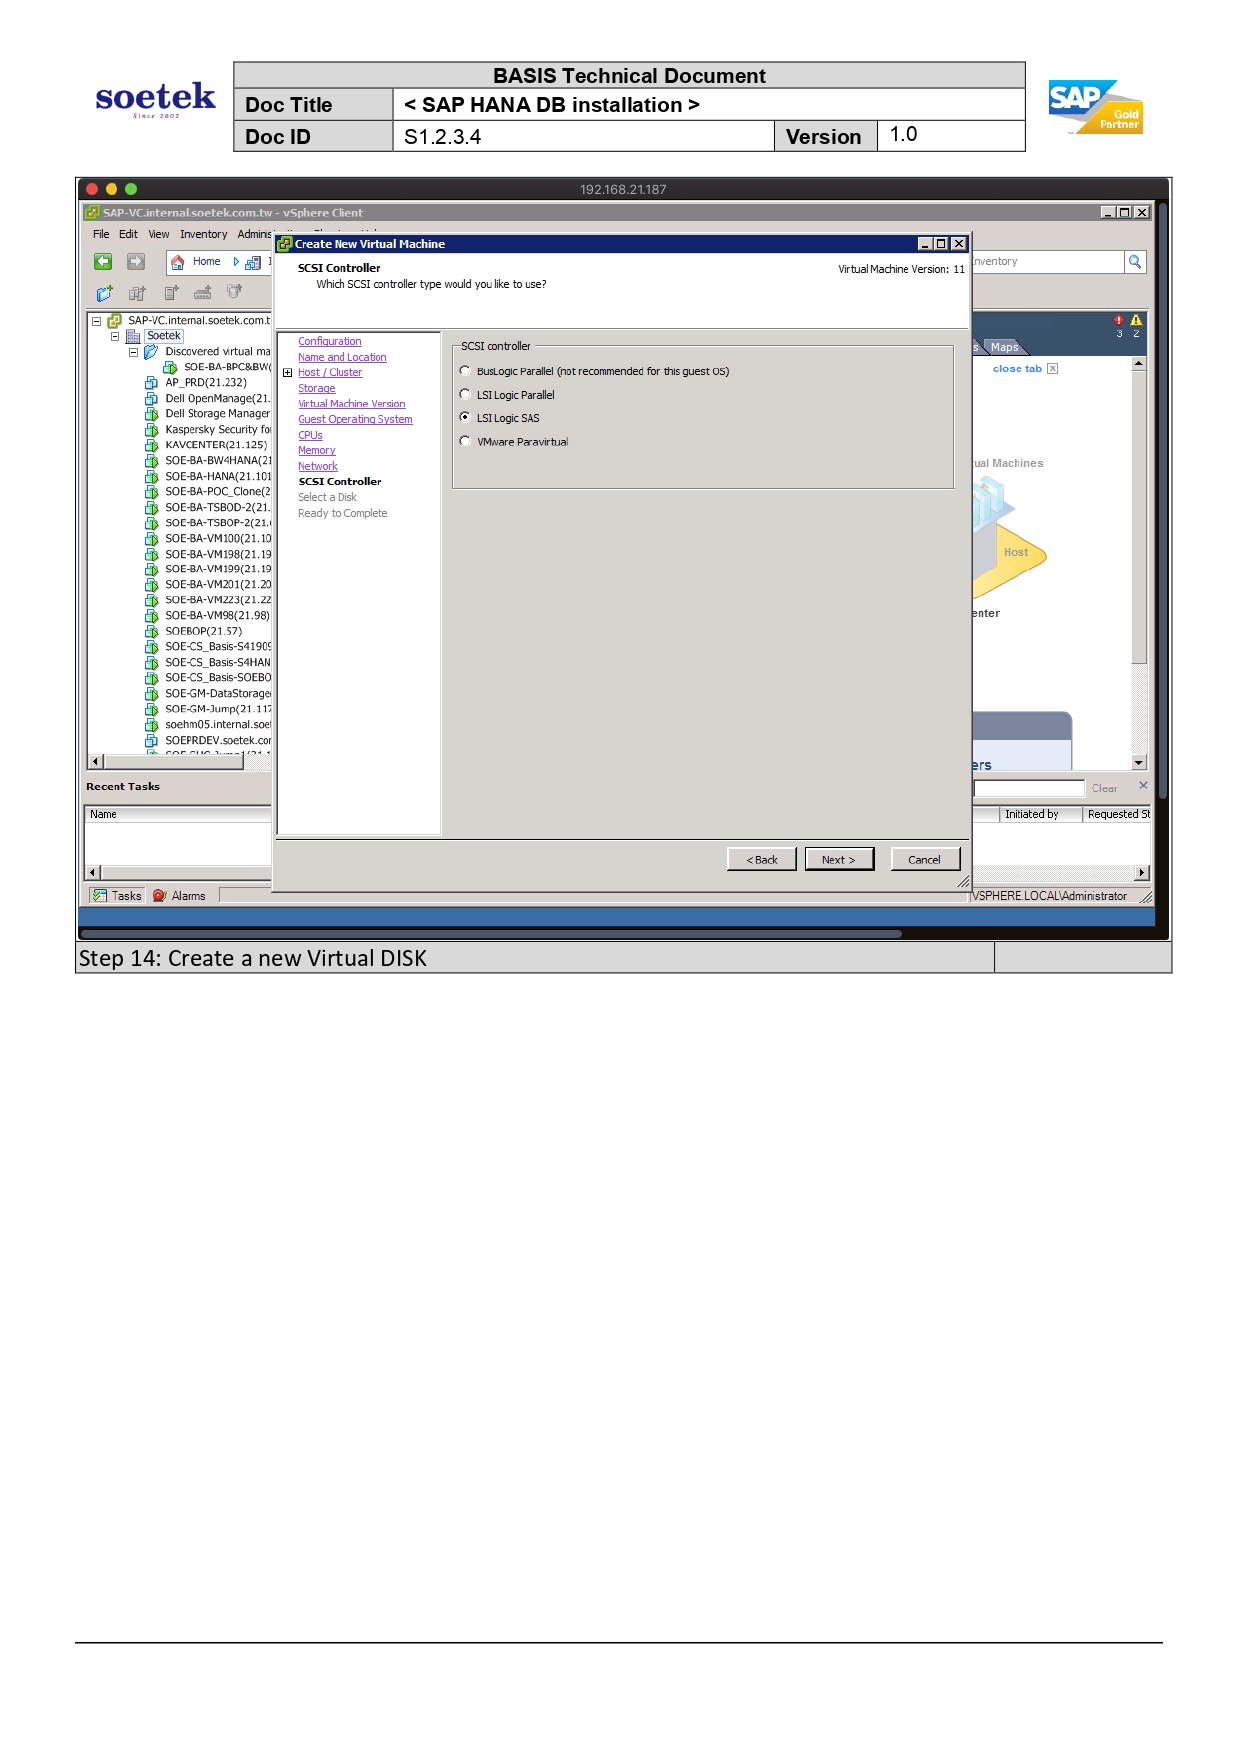 soetek
Since 2002
BASIS Technical Document
Doc Title
< SAP HANA DB installation >
Doc ID
S1.2.3.4
Version
1.0
SAP
Gold
Partner
192.168.21.187
SAP-VC.internal.soetek.com.tw - vSphere Client
File Edit View Inventory
Home
Create New Virtual Machine
SCSI Controller
Which SCSI controller type would you like to use?
Virtual Machine Version: 11
Configuration
Name and Location
Host / Cluster
Storage
Virtual Machine Version
Guest Operating System
CPUs
Memory
Network
SCSI Controller
Select a Disk
Ready to Complete
SCSI controller
BusLogic Parallel (not recommended for this guest OS)
LSI Logic Parallel
LSI Logic SAS
VMware Paravirtual
< Back
Next >
Cancel
SAP-VC.internal.soetek.com.t
Soetek
Discovered virtual ma
SOE-BA-BPC&BW(
AP_PRD(21.232)
Dell OpenManage(21.
Dell Storage Manager
Kaspersky Security fo
KAVCENTER(21.125)
SOE-BA-BW4HANA(21
SOE-BA-HANA(21.101
SOE-BA-POC_Clone(2
SOE-BA-TSBOD-2(21.
SOE-BA-TSBOP-2(21.
SOE-BA-VM100(21.10
SOE-BA-VM198(21.19
SOE-BA-VM199(21.19
SOE-BA-VM201(21.20
SOE-BA-VM223(21.22
SOE-BA-VM98(21.98)
SOEBOP(21.57)
SOE-CS_Basis-S41909
SOE-CS_Basis-S4HAN
SOE-CS_Basis-SOEBO
SOE-GM-DataStorage
SOE-GM-Jump(21.117
soehm05.internal.soet
SOEPRDEV.soetek.cor
nventory
3 2
s Maps
close tab
tual Machines
Host
enter
ers
Recent Tasks
Clear
Name
Initiated by
Requested St
Tasks
Alarms
VSPHERE.LOCAL\Administrator
Step 14: Create a new Virtual DISK